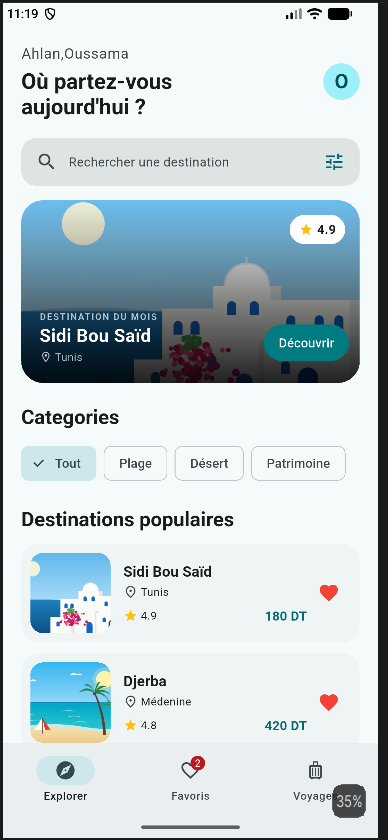 11:19
Ahlan,Oussama
Où partez-vous
aujourd'hui ?
O
Rechercher une destination
4.9
DESTINATION DU MOIS
Sidi Bou Saïd
Tunis
Découvrir
Categories
Tout
Plage
Désert
Patrimoine
Destinations populaires
Sidi Bou Saïd
Tunis
4.9
180 DT
Djerba
Médenine
4.8
420 DT
2
Explorer
Favoris
Voyage
35%